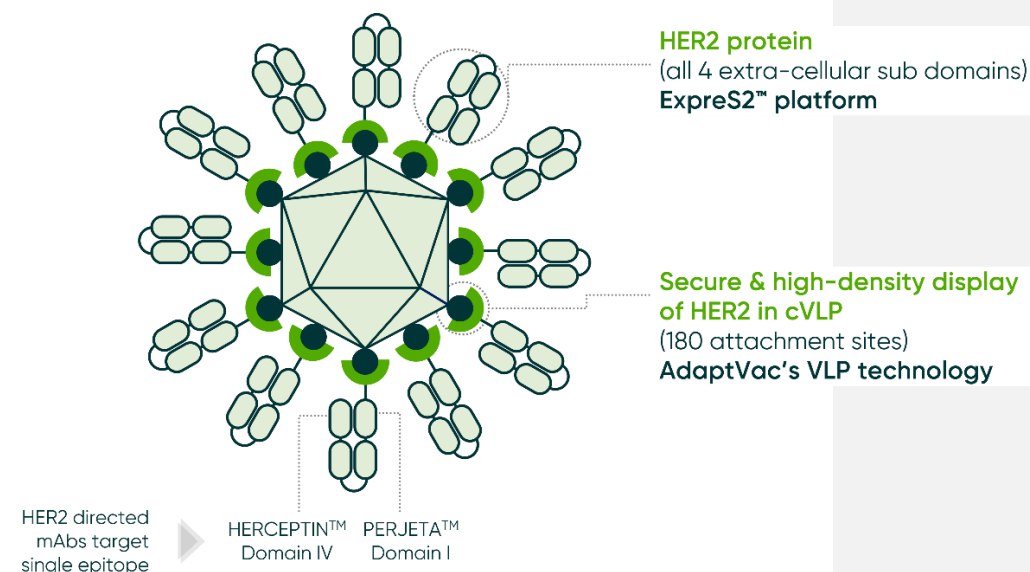 HER2 protein
(all 4 extra-cellular sub domains)
ExpreS2™ platform
Secure & high-density display
of HER2 in cVLP
(180 attachment sites)
AdaptVac's VLP technology
HER2 directed
mAbs target
single epitope
HERCEPTIN™
Domain IV
PERJETA™
Domain I